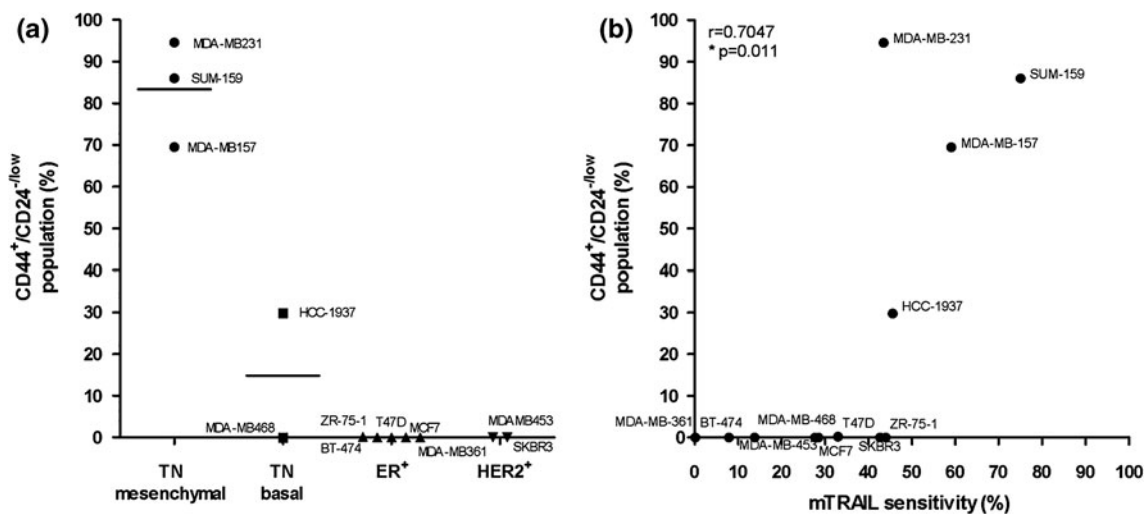 (a)
CD44+/CD24-/low
population (%)
100
90
80
70
60
50
40
30
20
10
0
MDA-MB231
SUM-159
MDA-MB157
HCC-1937
MDA-MB468
ZR-75-1
T47D
MCF7
BT-474
MDA-MB361
MDAMB453
SKBR3
TN
mesenchymal
TN
basal
ER+
HER2+
(b)
r=0.7047
* p=0.011
CD44+/CD24-/low
population (%)
100
90
80
70
60
50
40
30
20
10
0
MDA-MB-231
SUM-159
MDA-MB-157
HCC-1937
MDA-MB-361
BT-474
MDA-MB-468
T47D
ZR-75-1
MDA-MB-453
MCF7
SKBR3
0 10 20 30 40 50 60 70 80 90 100
mTRAIL sensitivity (%)